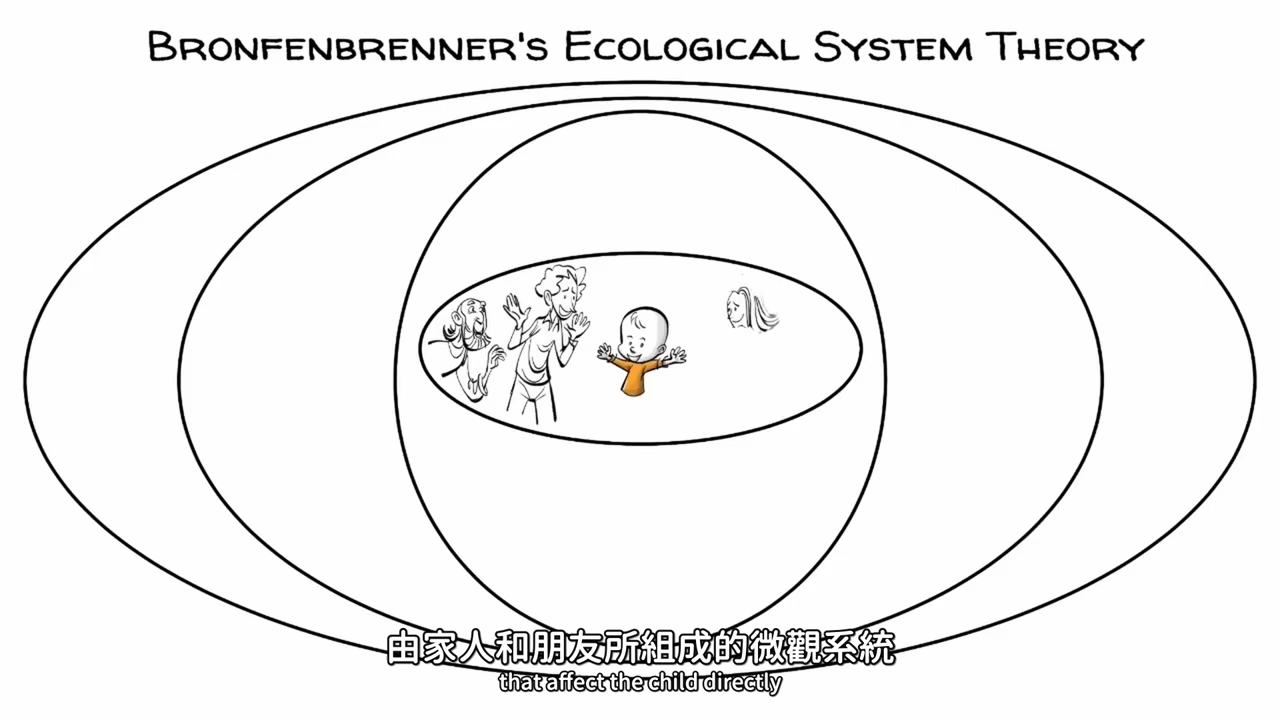 BRONFENBRENNER'S ECOLOGICAL SYSTEM THEORY
由家人和朋友所組成的微觀系統
that affect the child directly